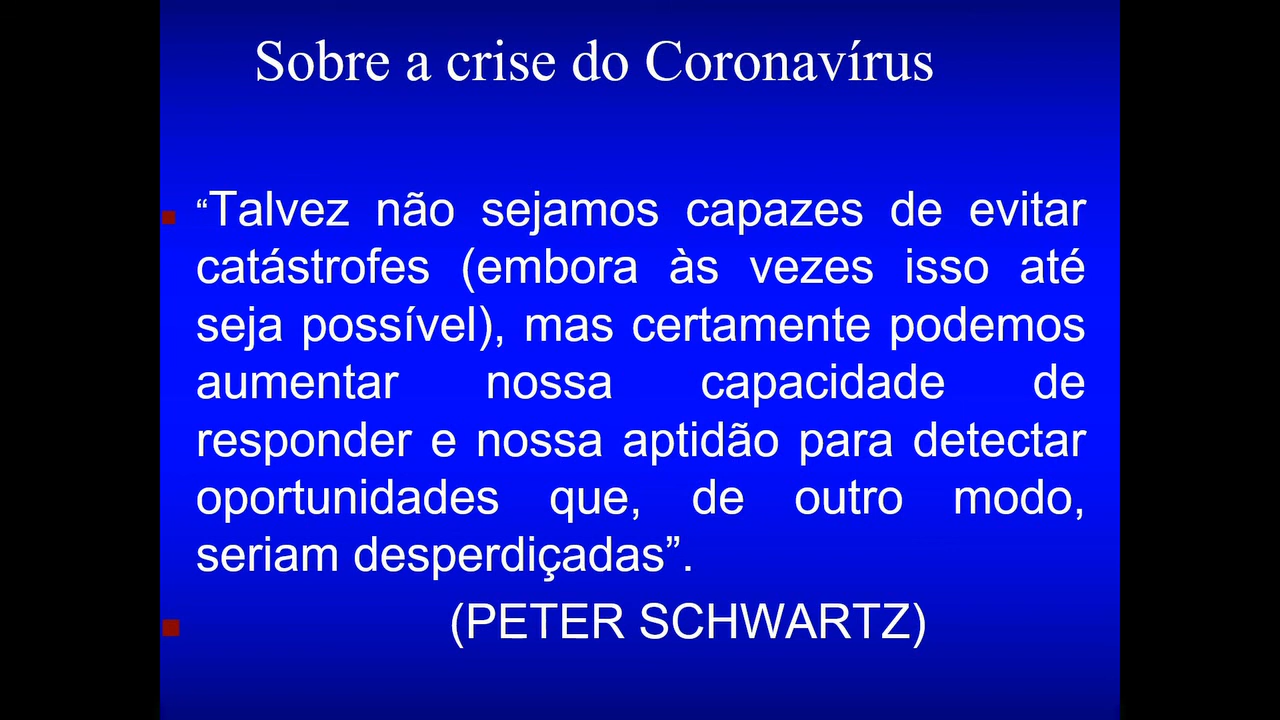 Sobre a crise do Coronavírus
“Talvez não sejamos capazes de evitar
catástrofes (embora às vezes isso até
seja possível), mas certamente podemos
aumentar nossa capacidade de
responder e nossa aptidão para detectar
oportunidades que, de outro modo,
seriam desperdiçadas”.
(PETER SCHWARTZ)